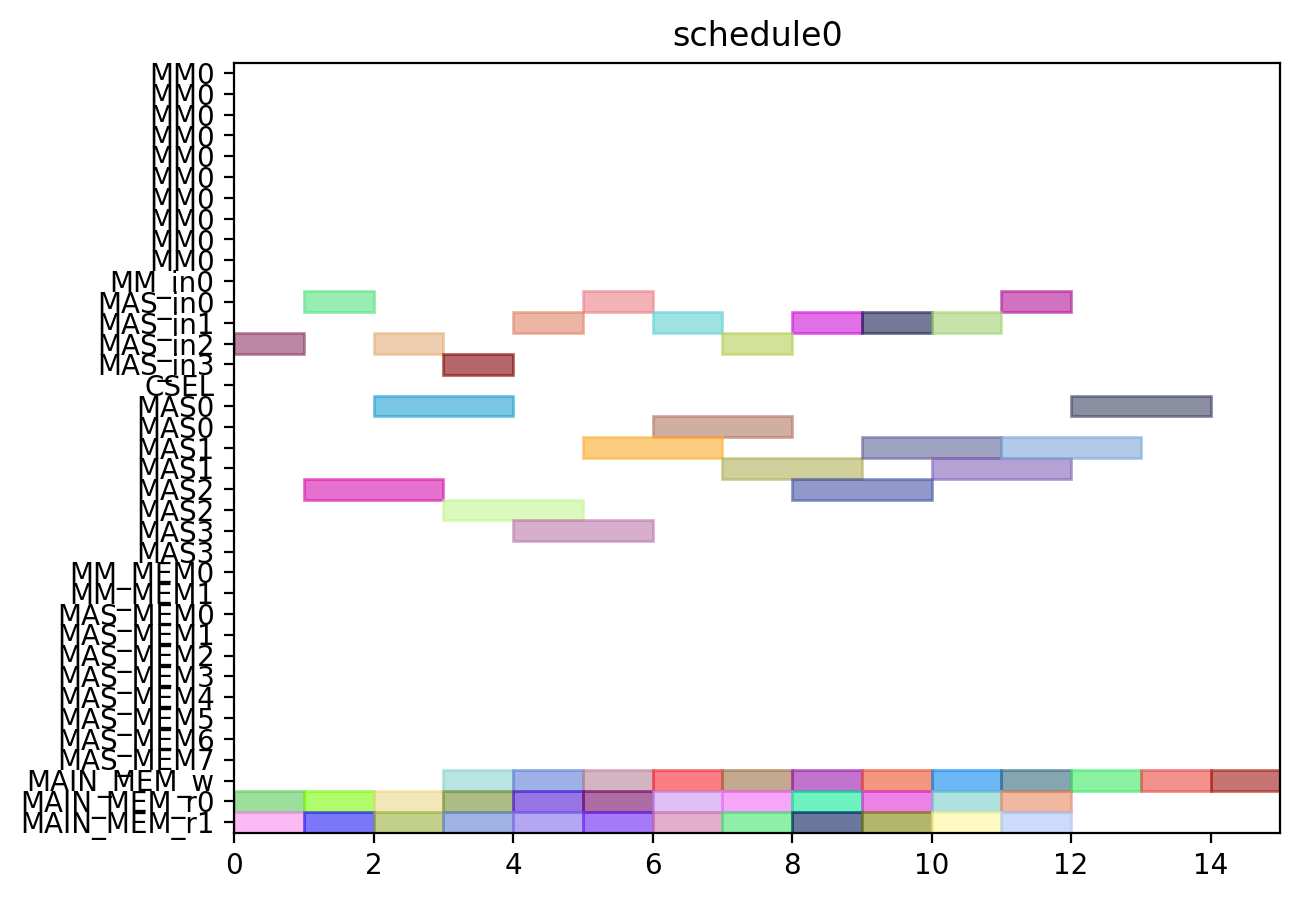 schedule0
MM0
MM0
MM0
MM0
MM0
MM0
MM0
MM0
MM0
MM0
MM_in0
MAS_in0
MAS_in1
MAS_in2
MAS_in3
CSEL
MAS0
MAS0
MAS1
MAS1
MAS2
MAS2
MAS3
MAS3
MM_MEM0
MM_MEM1
MAS_MEM0
MAS_MEM1
MAS_MEM2
MAS_MEM3
MAS_MEM4
MAS_MEM5
MAS_MEM6
MAS_MEM7
MAIN_MEM_w
MAIN_MEM_r0
MAIN_MEM_r1
0 2 4 6 8 10 12 14